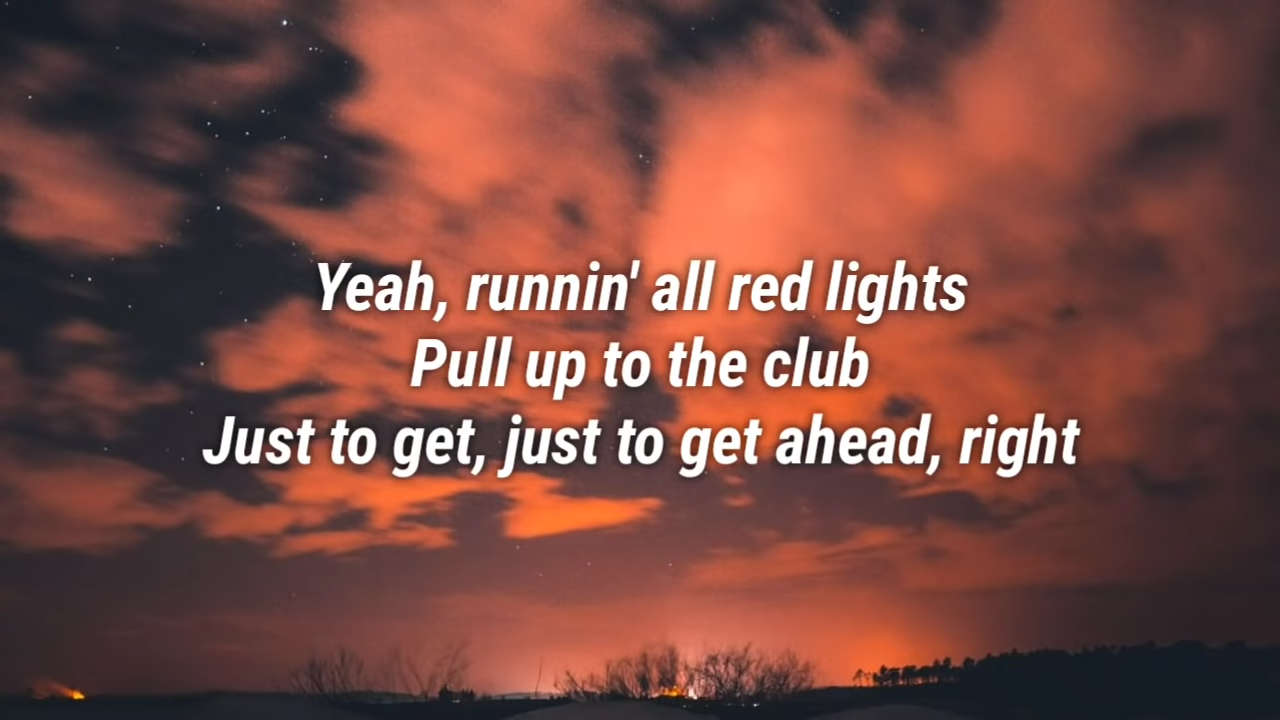 Yeah, runnin' all red lights
Pull up to the club
Just to get, just to get ahead, right